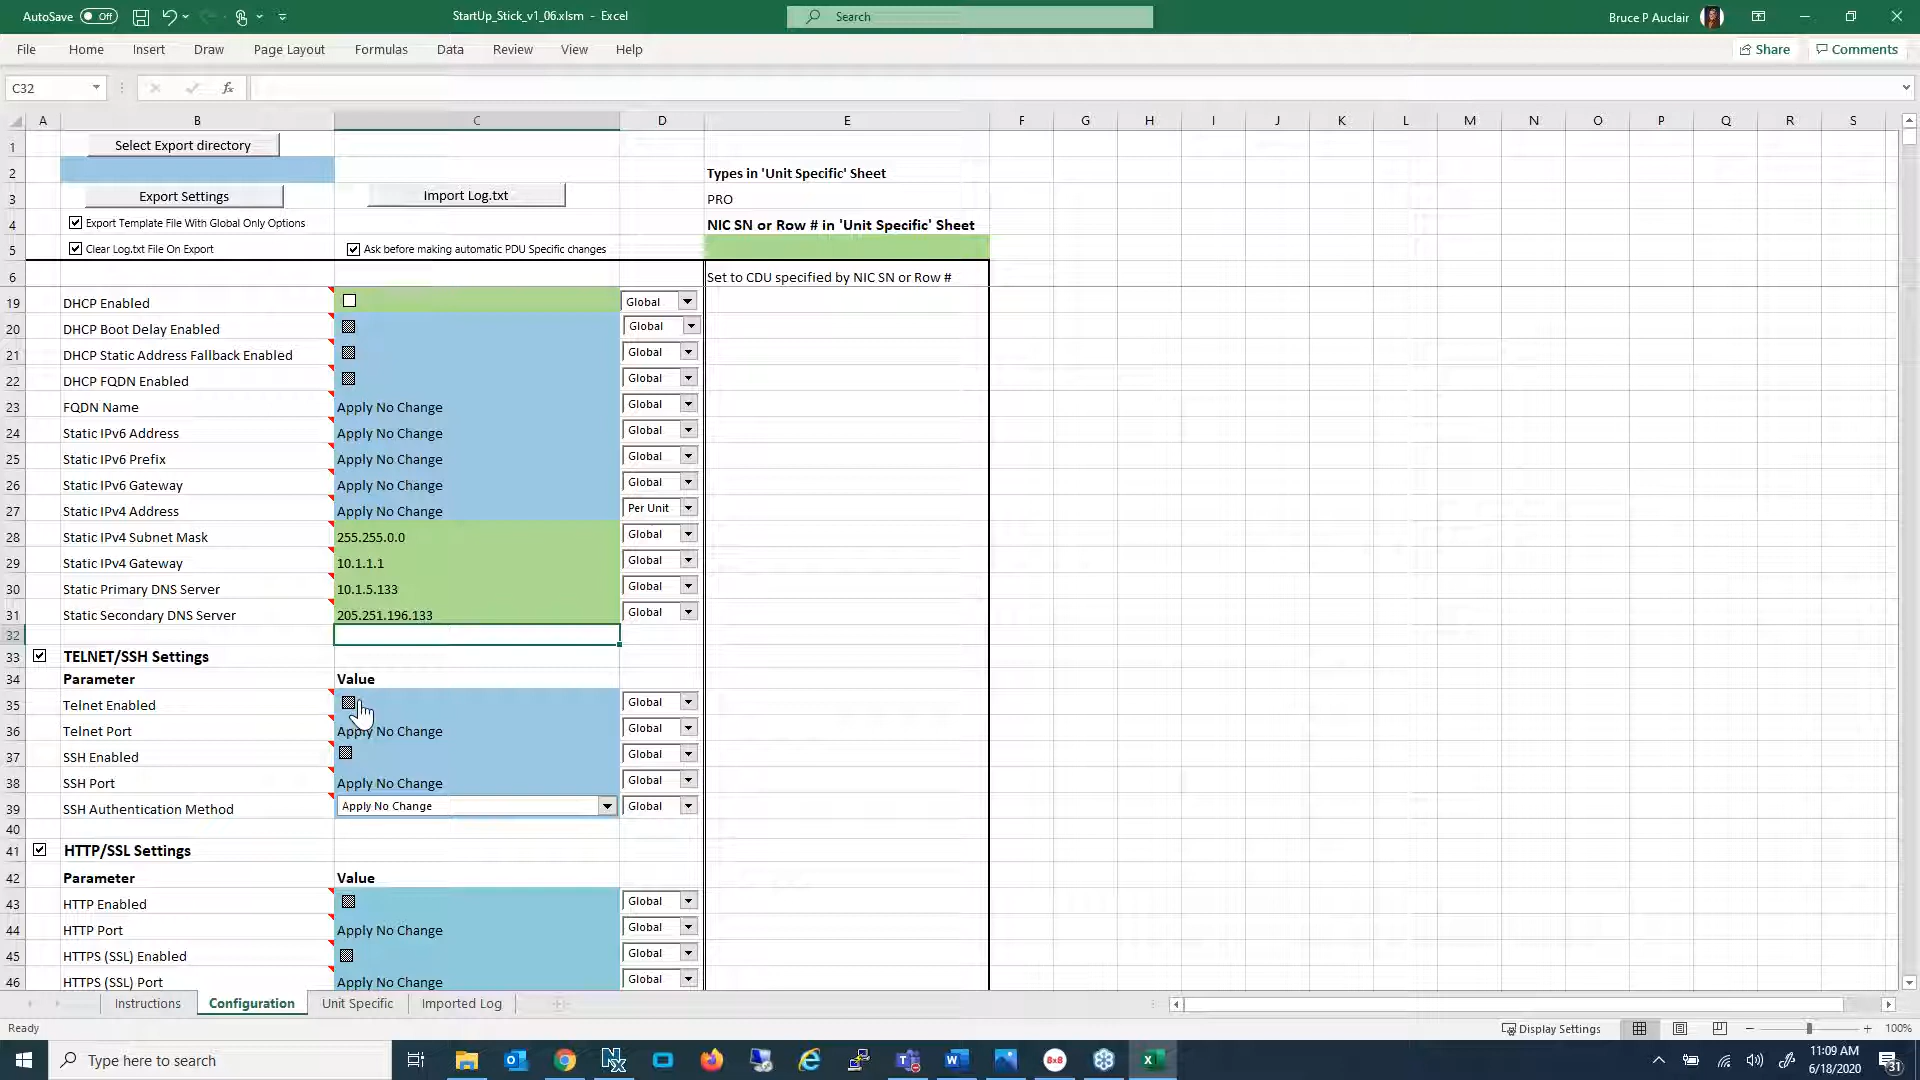 AutoSave Off StartUp_Stick_v1_06.xlsm - Excel Search Bruce P Auclair
File Home Insert Draw Page Layout Formulas Data Review View Help Share Comments
C32 fx
A B C D E F G H I J K L M N O P Q R S
1 Select Export directory
2 Types in 'Unit Specific' Sheet
3 Export Settings Import Log.txt PRO
4 Export Template File With Global Only Options NIC SN or Row # in 'Unit Specific' Sheet
5 Clear Log.txt File On Export Ask before making automatic PDU Specific changes
6 Set to CDU specified by NIC SN or Row #
19 DHCP Enabled Global
20 DHCP Boot Delay Enabled Global
21 DHCP Static Address Fallback Enabled Global
22 DHCP FQDN Enabled Global
23 FQDN Name Apply No Change Global
24 Static IPv6 Address Apply No Change Global
25 Static IPv6 Prefix Apply No Change Global
26 Static IPv6 Gateway Apply No Change Global
27 Static IPv4 Address Apply No Change Per Unit
28 Static IPv4 Subnet Mask 255.255.0.0 Global
29 Static IPv4 Gateway 10.1.1.1 Global
30 Static Primary DNS Server 10.1.5.133 Global
31 Static Secondary DNS Server 205.251.196.133 Global
32
33 TELNET/SSH Settings
34 Parameter Value
35 Telnet Enabled Global
36 Telnet Port Apply No Change Global
37 SSH Enabled Global
38 SSH Port Apply No Change Global
39 SSH Authentication Method Apply No Change Global
40
41 HTTP/SSL Settings
42 Parameter Value
43 HTTP Enabled Global
44 HTTP Port Apply No Change Global
45 HTTPS (SSL) Enabled Global
46 HTTPS (SSL) Port Apply No Change Global
Instructions Configuration Unit Specific Imported Log
Ready Display Settings 100%
Type here to search 8x8 11:09 AM
6/18/2020 31